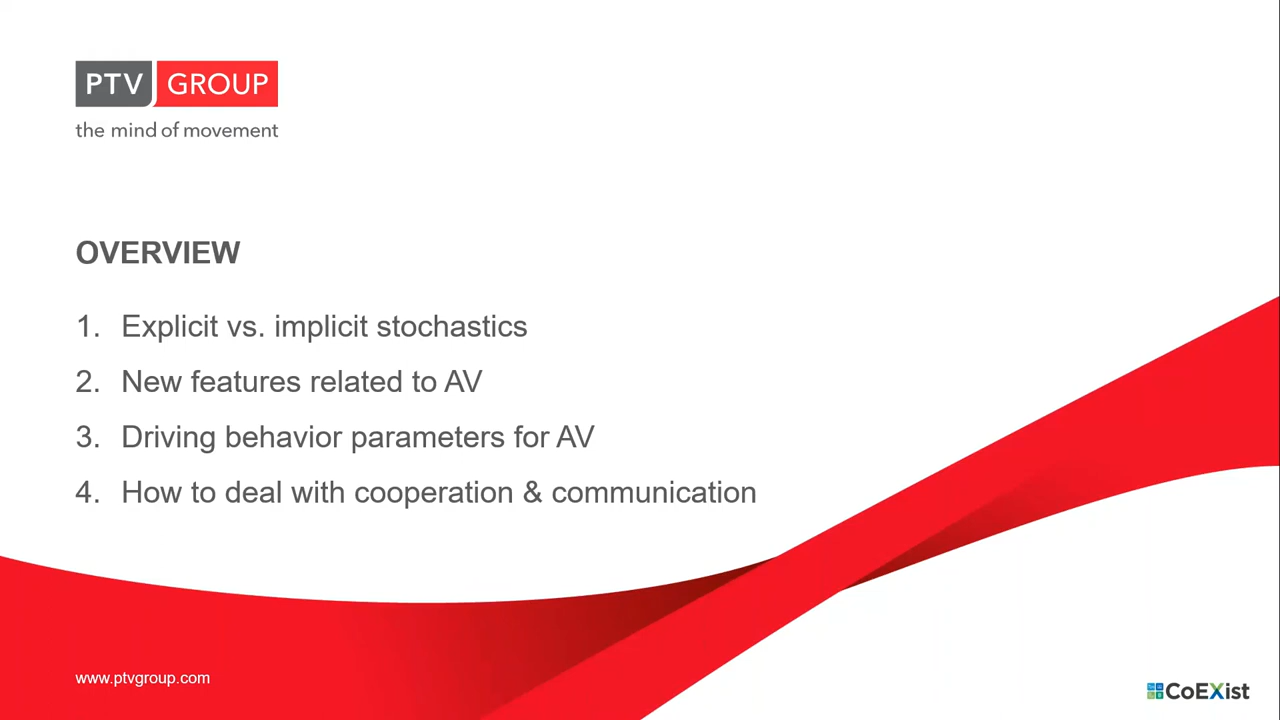 PTV GROUP
the mind of movement
OVERVIEW
1. Explicit vs. implicit stochastics
2. New features related to AV
3. Driving behavior parameters for AV
4. How to deal with cooperation & communication
www.ptvgroup.com
CoEXist